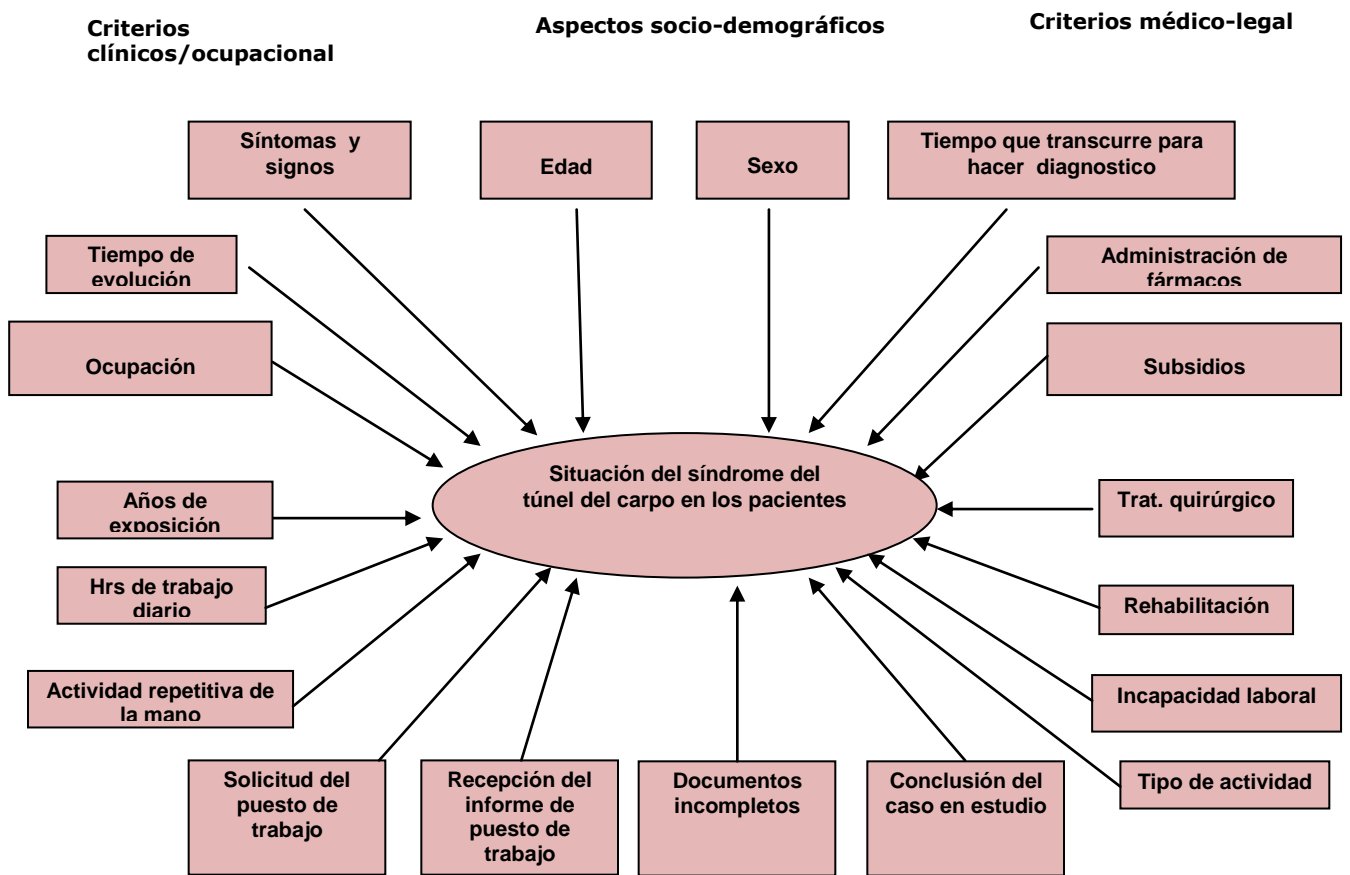 Criterios
clínicos/ocupacional
Aspectos socio-demográficos
Criterios médico-legal
Síntomas y
signos
Edad
Sexo
Tiempo que transcurre para
hacer diagnostico
Tiempo de
evolución
Administración de
fármacos
Ocupación
Subsidios
Situación del síndrome del
túnel del carpo en los pacientes
Años de
exposición
Trat. quirúrgico
Hrs de trabajo
diario
Rehabilitación
Actividad repetitiva de
la mano
Incapacidad laboral
Solicitud del
puesto de
trabajo
Recepción del
informe de
puesto de
trabajo
Documentos
incompletos
Conclusión del
caso en estudio
Tipo de actividad